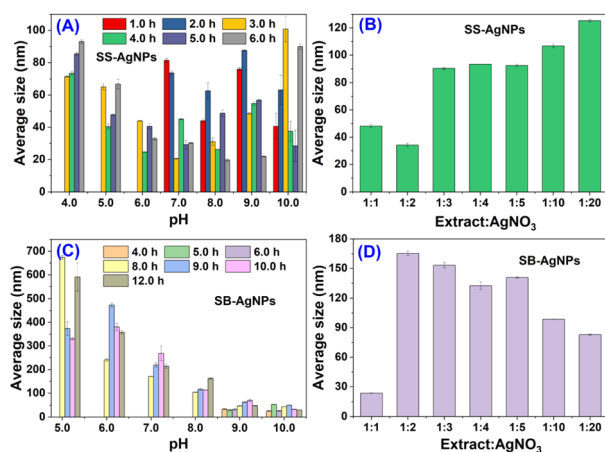 (A)
1.0 h 2.0 h 3.0 h
4.0 h 5.0 h 6.0 h
SS-AgNPs
Average size (nm)
100
80
60
40
20
0
4.0 5.0 6.0 7.0 8.0 9.0 10.0
pH
(B)
SS-AgNPs
Average size (nm)
120
100
80
60
40
20
0
1:1 1:2 1:3 1:4 1:5 1:10 1:20
Extract:AgNO₃
(C)
4.0 h 5.0 h 6.0 h
8.0 h 9.0 h 10.0 h
12.0 h
SB-AgNPs
Average size (nm)
700
600
500
400
300
200
100
0
5.0 6.0 7.0 8.0 9.0 10.0
pH
(D)
SB-AgNPs
Average size (nm)
180
150
120
90
60
30
0
1:1 1:2 1:3 1:4 1:5 1:10 1:20
Extract:AgNO₃